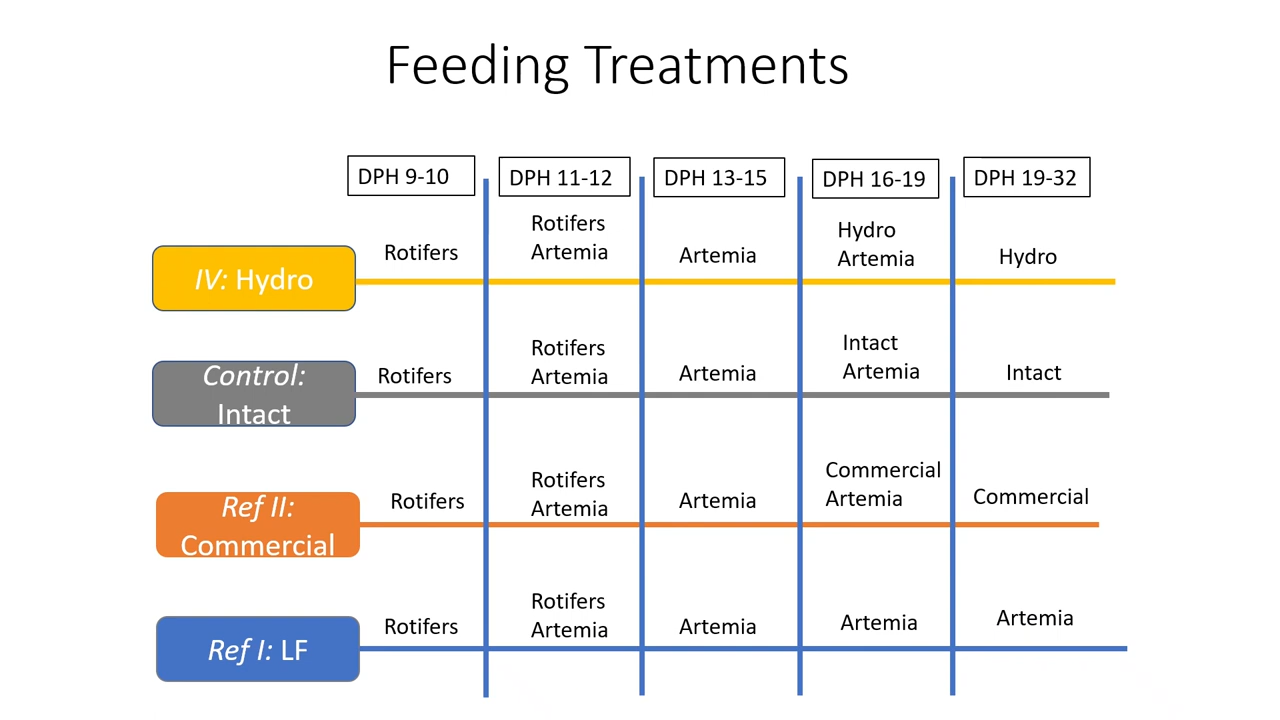 Feeding Treatments
DPH 9-10
DPH 11-12
DPH 13-15
DPH 16-19
DPH 19-32
IV: Hydro
Rotifers
Rotifers
Artemia
Artemia
Hydro
Artemia
Hydro
Control:
Intact
Rotifers
Rotifers
Artemia
Artemia
Intact
Artemia
Intact
Ref II:
Commercial
Rotifers
Rotifers
Artemia
Artemia
Commercial
Artemia
Commercial
Ref I: LF
Rotifers
Rotifers
Artemia
Artemia
Artemia
Artemia